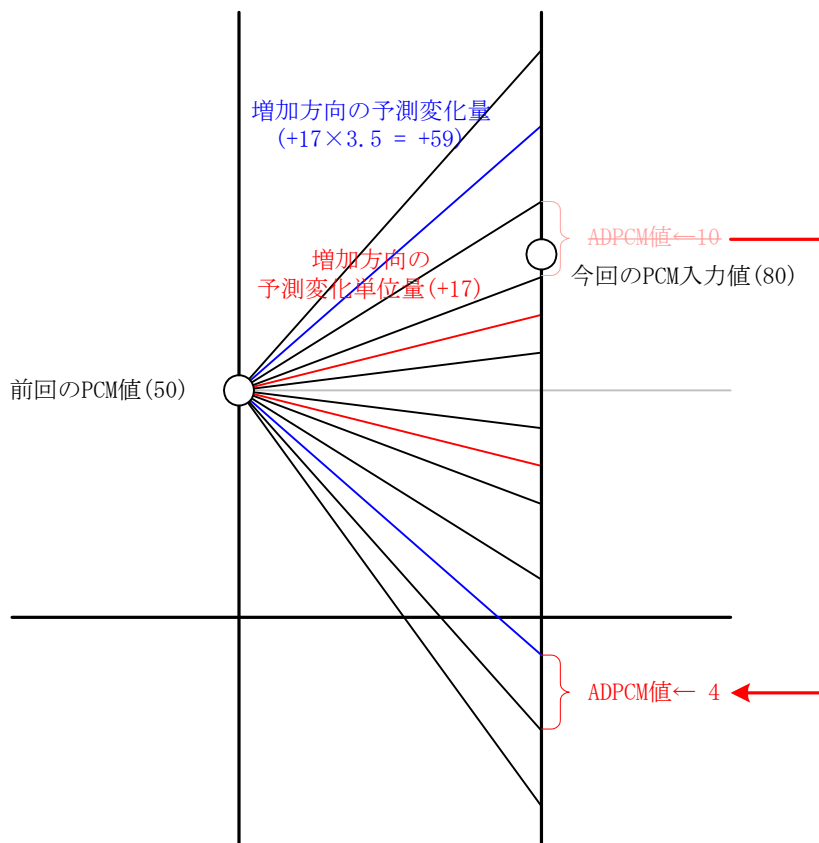 増加方向の予測変化量
(+17×3.5 = +59)
ADPCM値←10
増加方向の
予測変化単位量(+17)
今回のPCM入力値(80)
前回のPCM値(50)
ADPCM値← 4